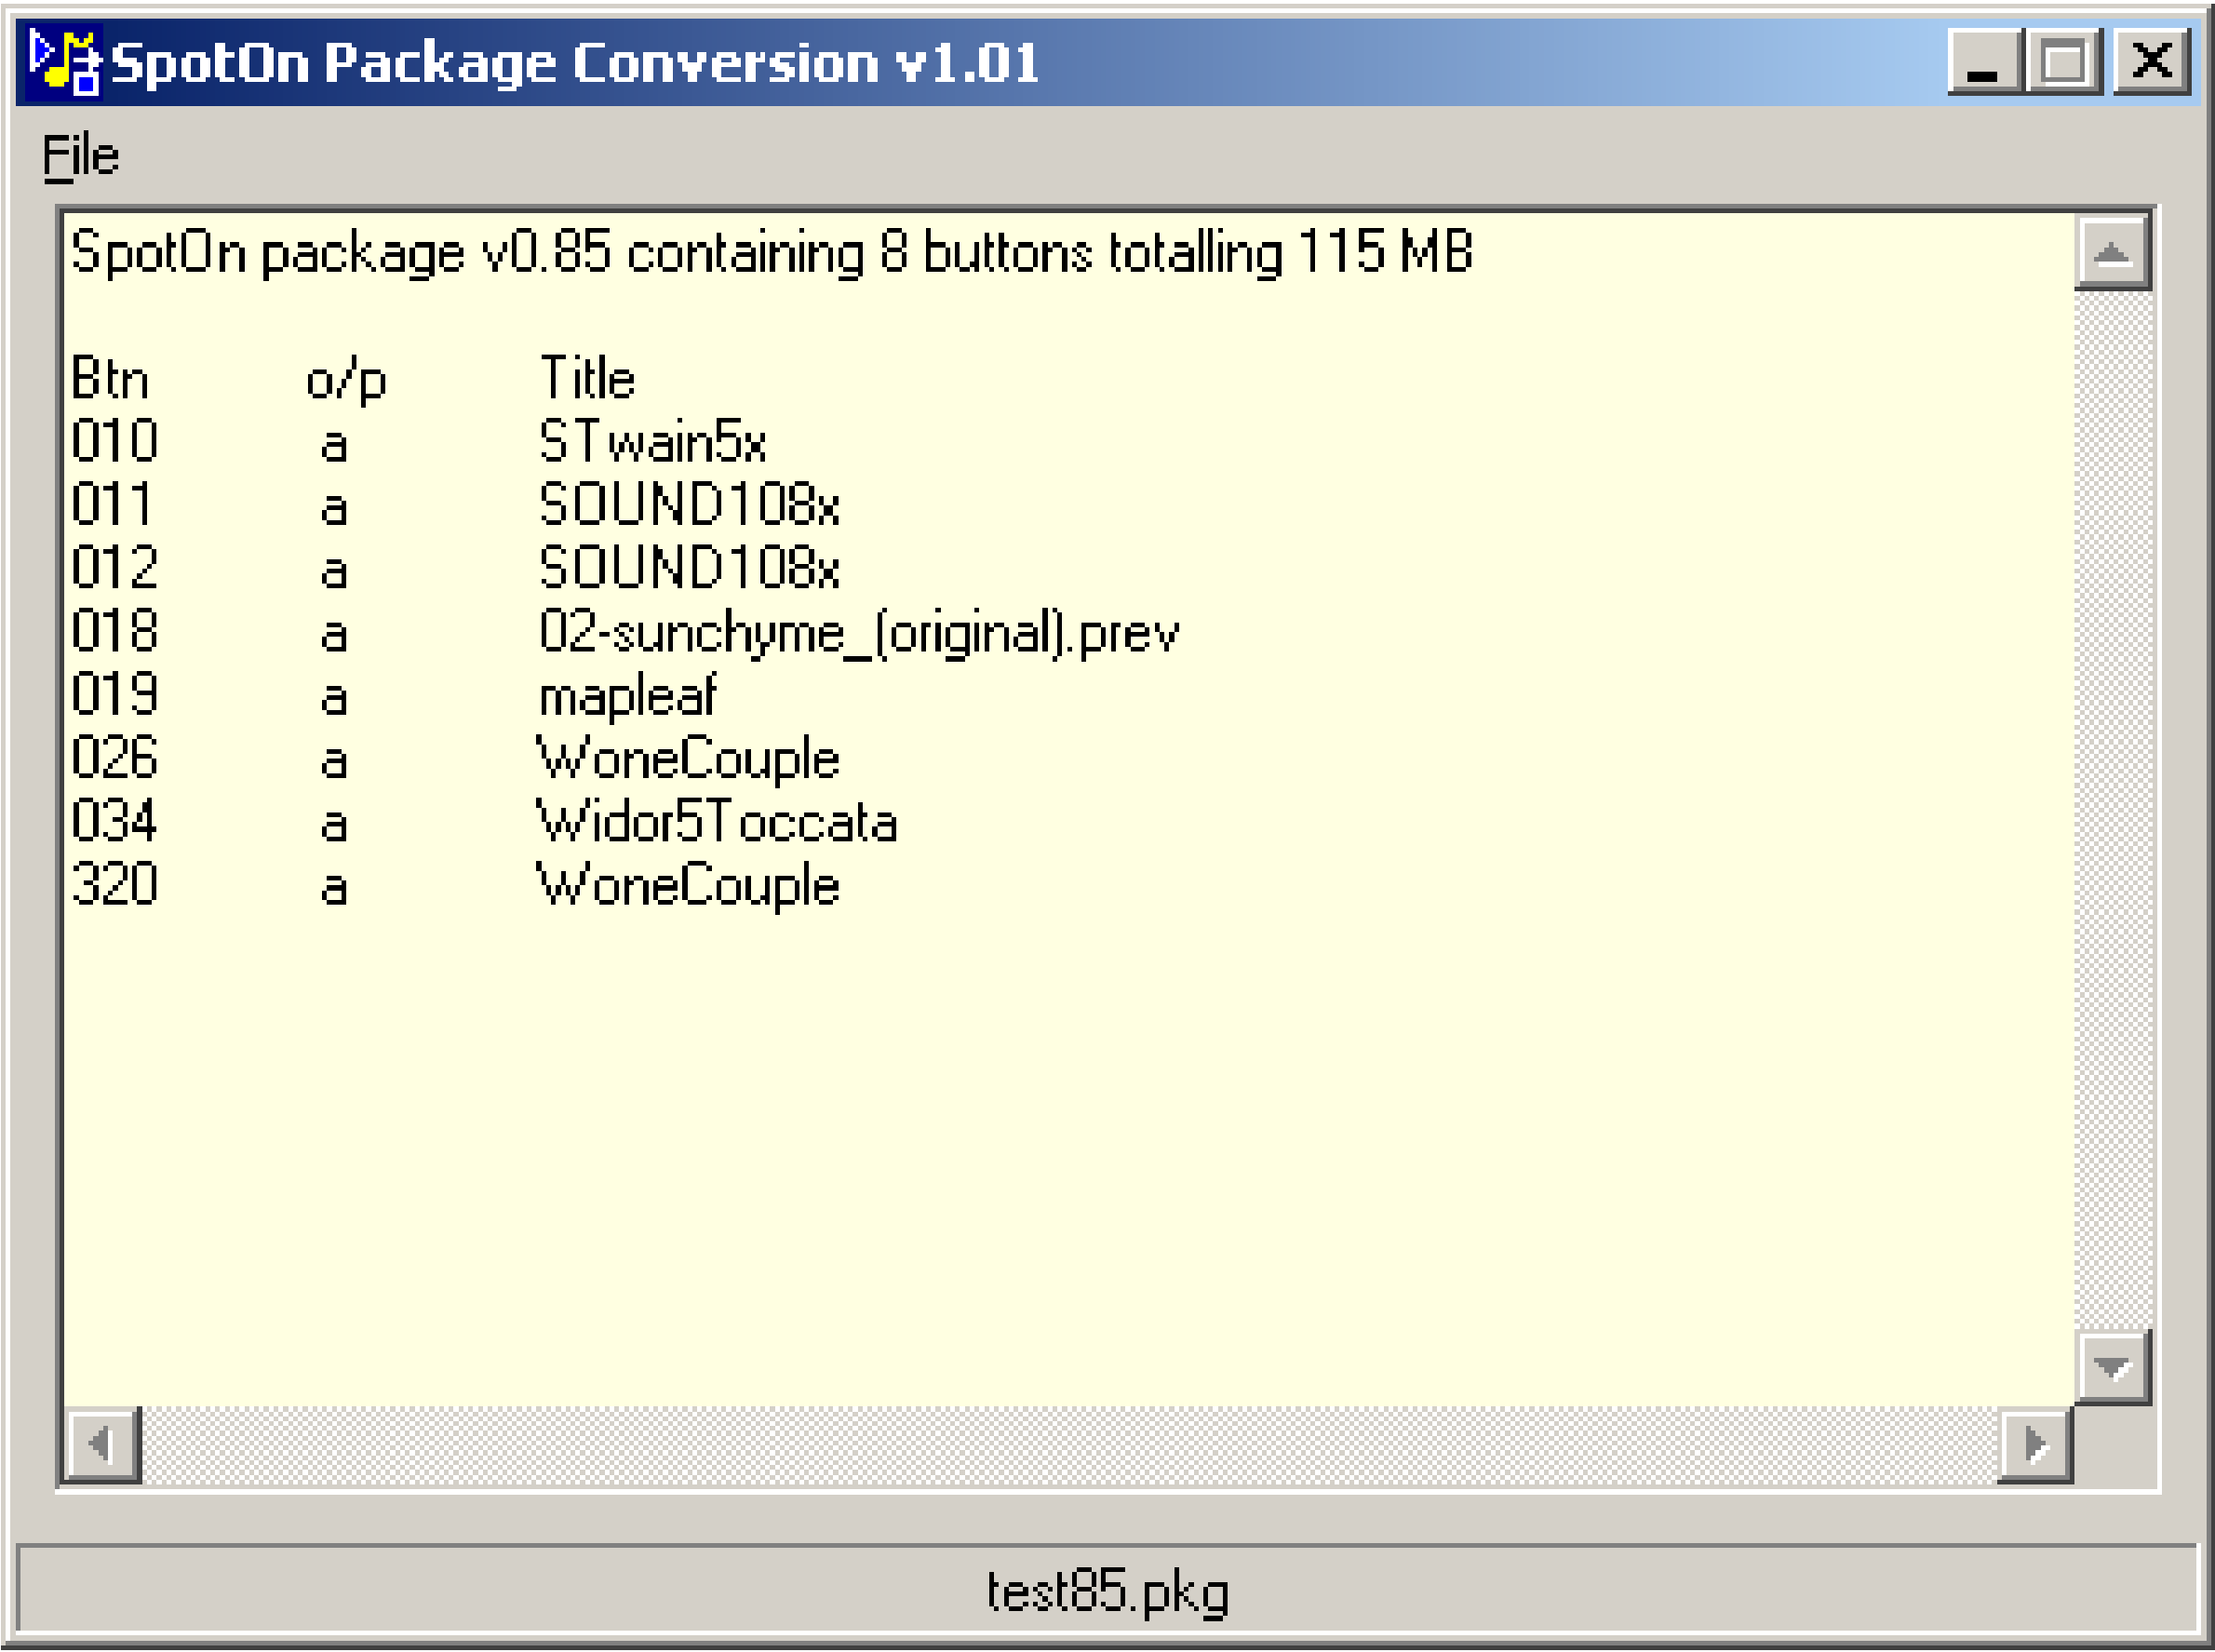 SpotOn Package Conversion v1.01
File
SpotOn package v0.85 containing 8 buttons totalling 115 MB
Btn o/p Title
010 a STwain5x
011 a SOUND108x
012 a SOUND108x
018 a 02-sunchyme_(original).prev
019 a mapleaf
026 a WoneCouple
034 a Widor5Toccata
320 a WoneCouple
test85.pkg